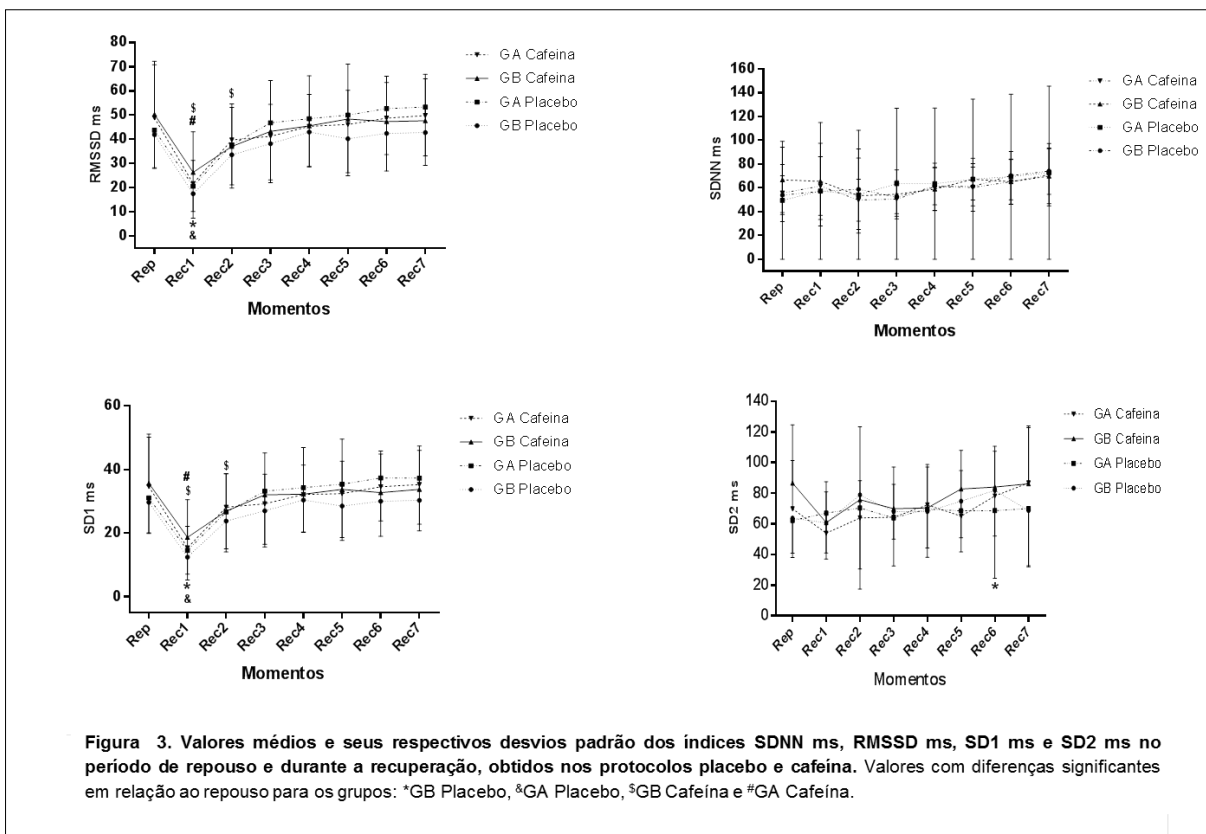 80
70
60
50
40
30
20
10
0
RMSSD ms
$
#
*
&
$
Rep
Rec1
Rec2
Rec3
Rec4
Rec5
Rec6
Rec7
Momentos
GA Cafeina
GB Cafeina
GA Placebo
GB Placebo
160
140
120
100
80
60
40
20
0
SDNN ms
Rep
Rec1
Rec2
Rec3
Rec4
Rec5
Rec6
Rec7
Momentos
GA Cafeina
GB Cafeina
GA Placebo
GB Placebo
60
40
20
0
SD1 ms
#
$
*
&
$
Rep
Rec1
Rec2
Rec3
Rec4
Rec5
Rec6
Rec7
Momentos
GA Cafeina
GB Cafeina
GA Placebo
GB Placebo
140
120
100
80
60
40
20
0
SD2 ms
*
Rep
Rec1
Rec2
Rec3
Rec4
Rec5
Rec6
Rec7
Momentos
GA Cafeina
GB Cafeina
GA Placebo
GB Placebo
Figura 3. Valores médios e seus respectivos desvios padrão dos índices SDNN ms, RMSSD ms, SD1 ms e SD2 ms no
período de repouso e durante a recuperação, obtidos nos protocolos placebo e cafeína. Valores com diferenças significantes
em relação ao repouso para os grupos: *GB Placebo, &GA Placebo, $GB Cafeína e #GA Cafeína.